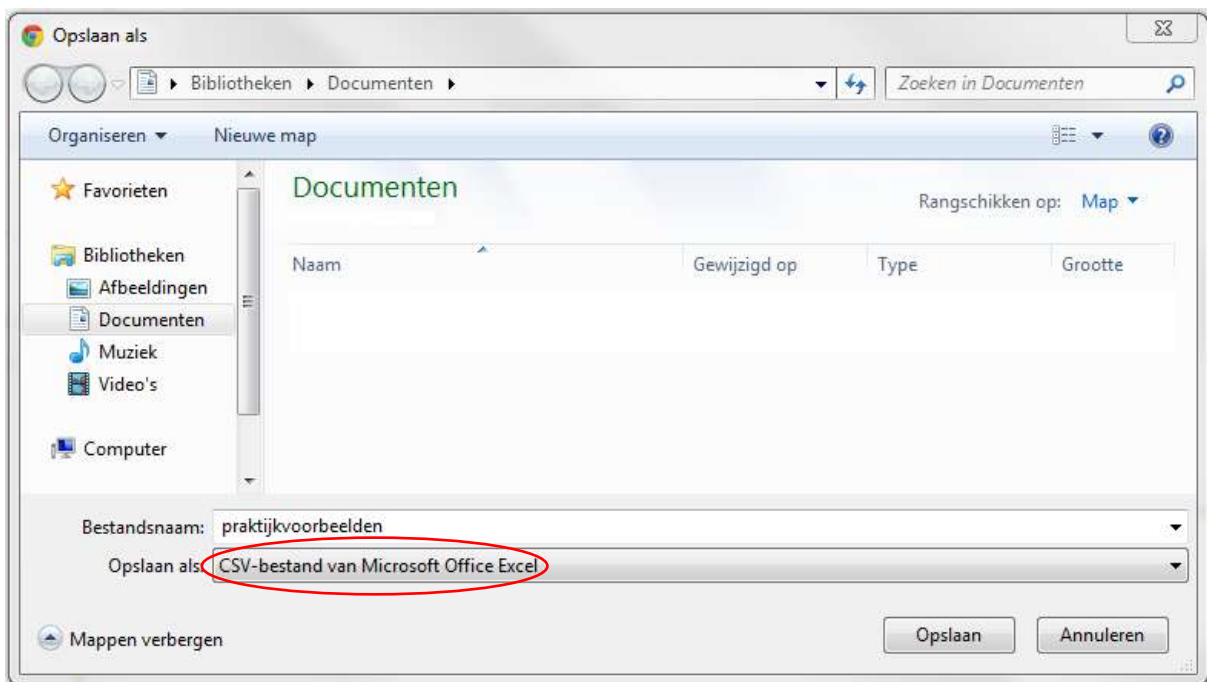 Opslaan als
Bibliotheken Documenten
Zoeken in Documenten
Organiseren Nieuwe map
Favorieten
Bibliotheken
Afbeeldingen
Documenten
Muziek
Video's
Computer
Documenten
Rangschikken op: Map
Naam Gewijzigd op Type Grootte
Bestandsnaam: praktijkvoorbeelden
Opslaan als: CSV-bestand van Microsoft Office Excel
Mappen verbergen
Opslaan Annuleren